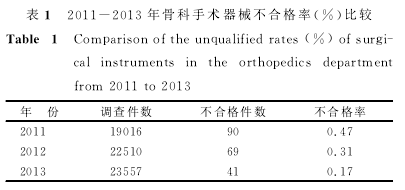 表 1 2011-2013 年骨科手术器械不合格率(%)比较
Table 1 Comparison of the unqualified rates (%) of surgi-
cal instruments in the orthopedics department
from 2011 to 2013
年 份 调查件数 不合格件数 不合格率
2011 19016 90 0.47
2012 22510 69 0.31
2013 23557 41 0.17